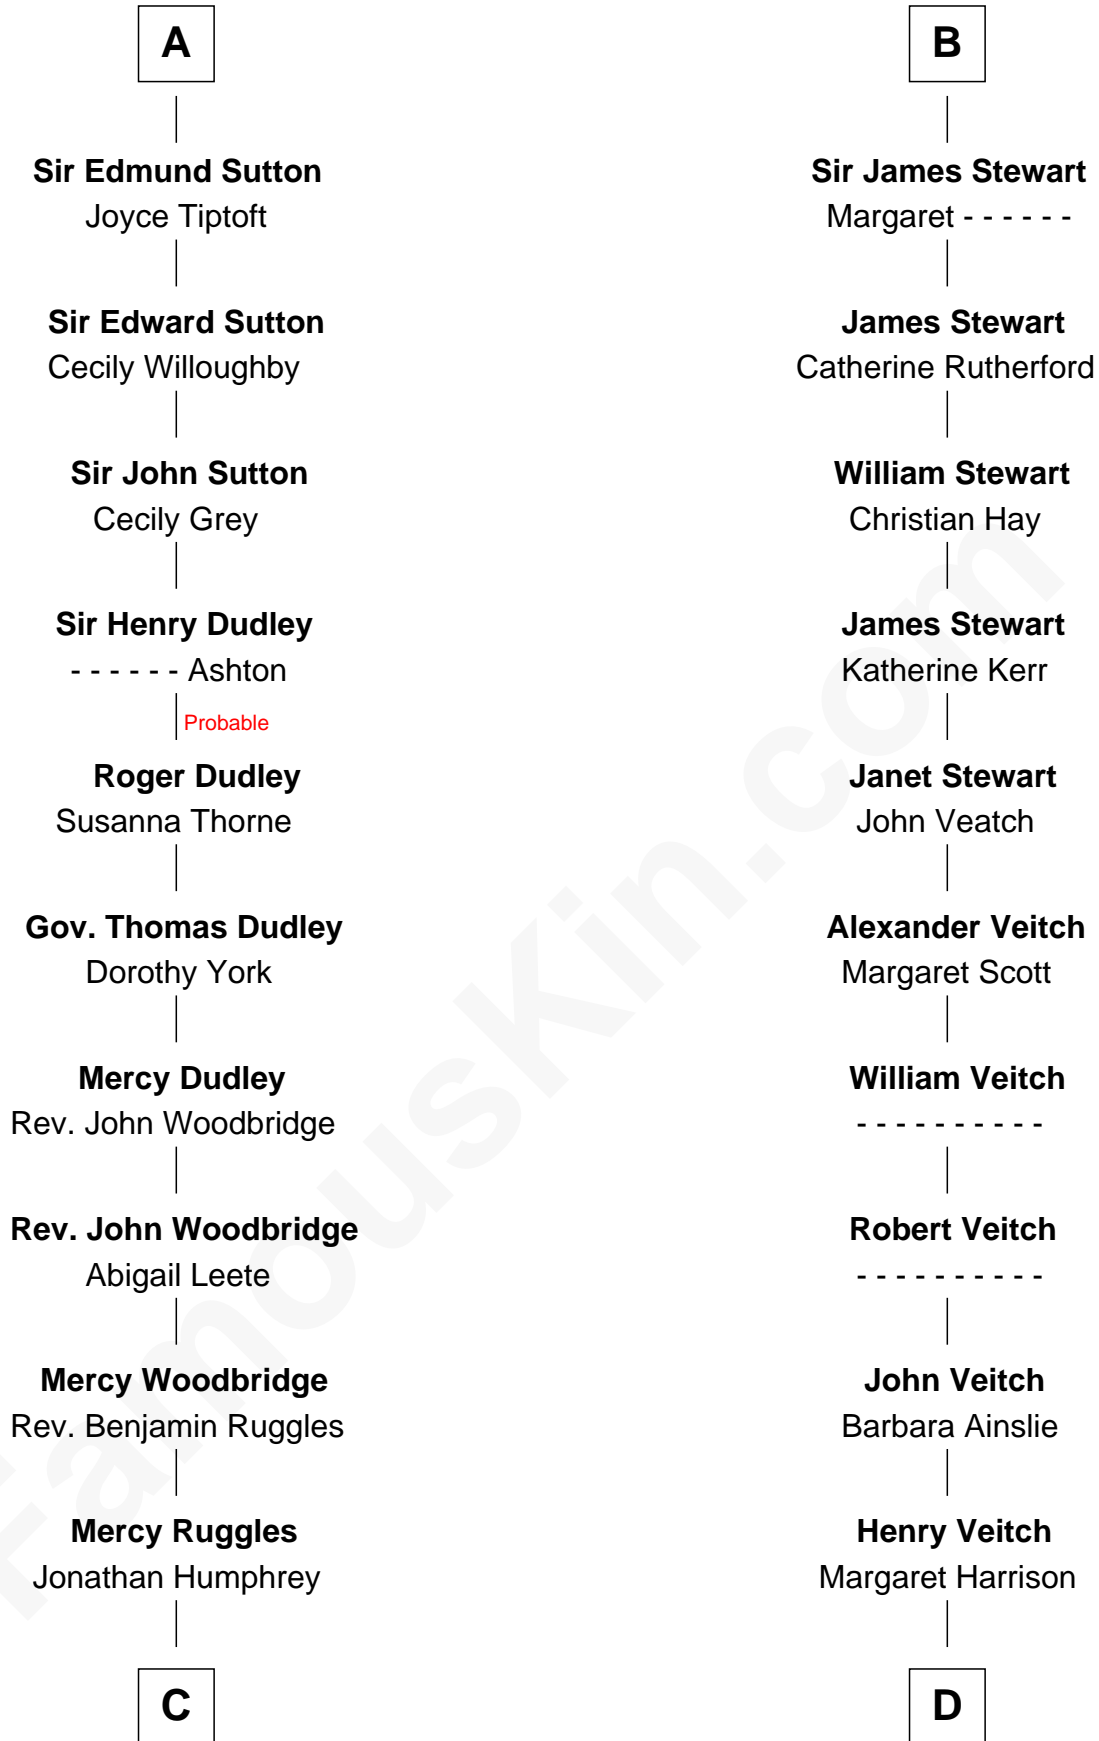 A
Sir Edmund Sutton
Joyce Tiptoft
Sir Edward Sutton
Cecily Willoughby
Sir John Sutton
Cecily Grey
Sir Henry Dudley
- - - - - - Ashton
Probable
Roger Dudley
Susanna Thorne
Gov. Thomas Dudley
Dorothy York
Mercy Dudley
Rev. John Woodbridge
Rev. John Woodbridge
Abigail Leete
Mercy Woodbridge
Rev. Benjamin Ruggles
Mercy Ruggles
Jonathan Humphrey
C
B
Sir James Stewart
Margaret - - - - - -
James Stewart
Catherine Rutherford
William Stewart
Christian Hay
James Stewart
Katherine Kerr
Janet Stewart
John Veatch
Alexander Veitch
Margaret Scott
William Veitch
- - - - - - - - - -
Robert Veitch
- - - - - - - - - -
John Veitch
Barbara Ainslie
Henry Veitch
Margaret Harrison
D
FamousKin.com